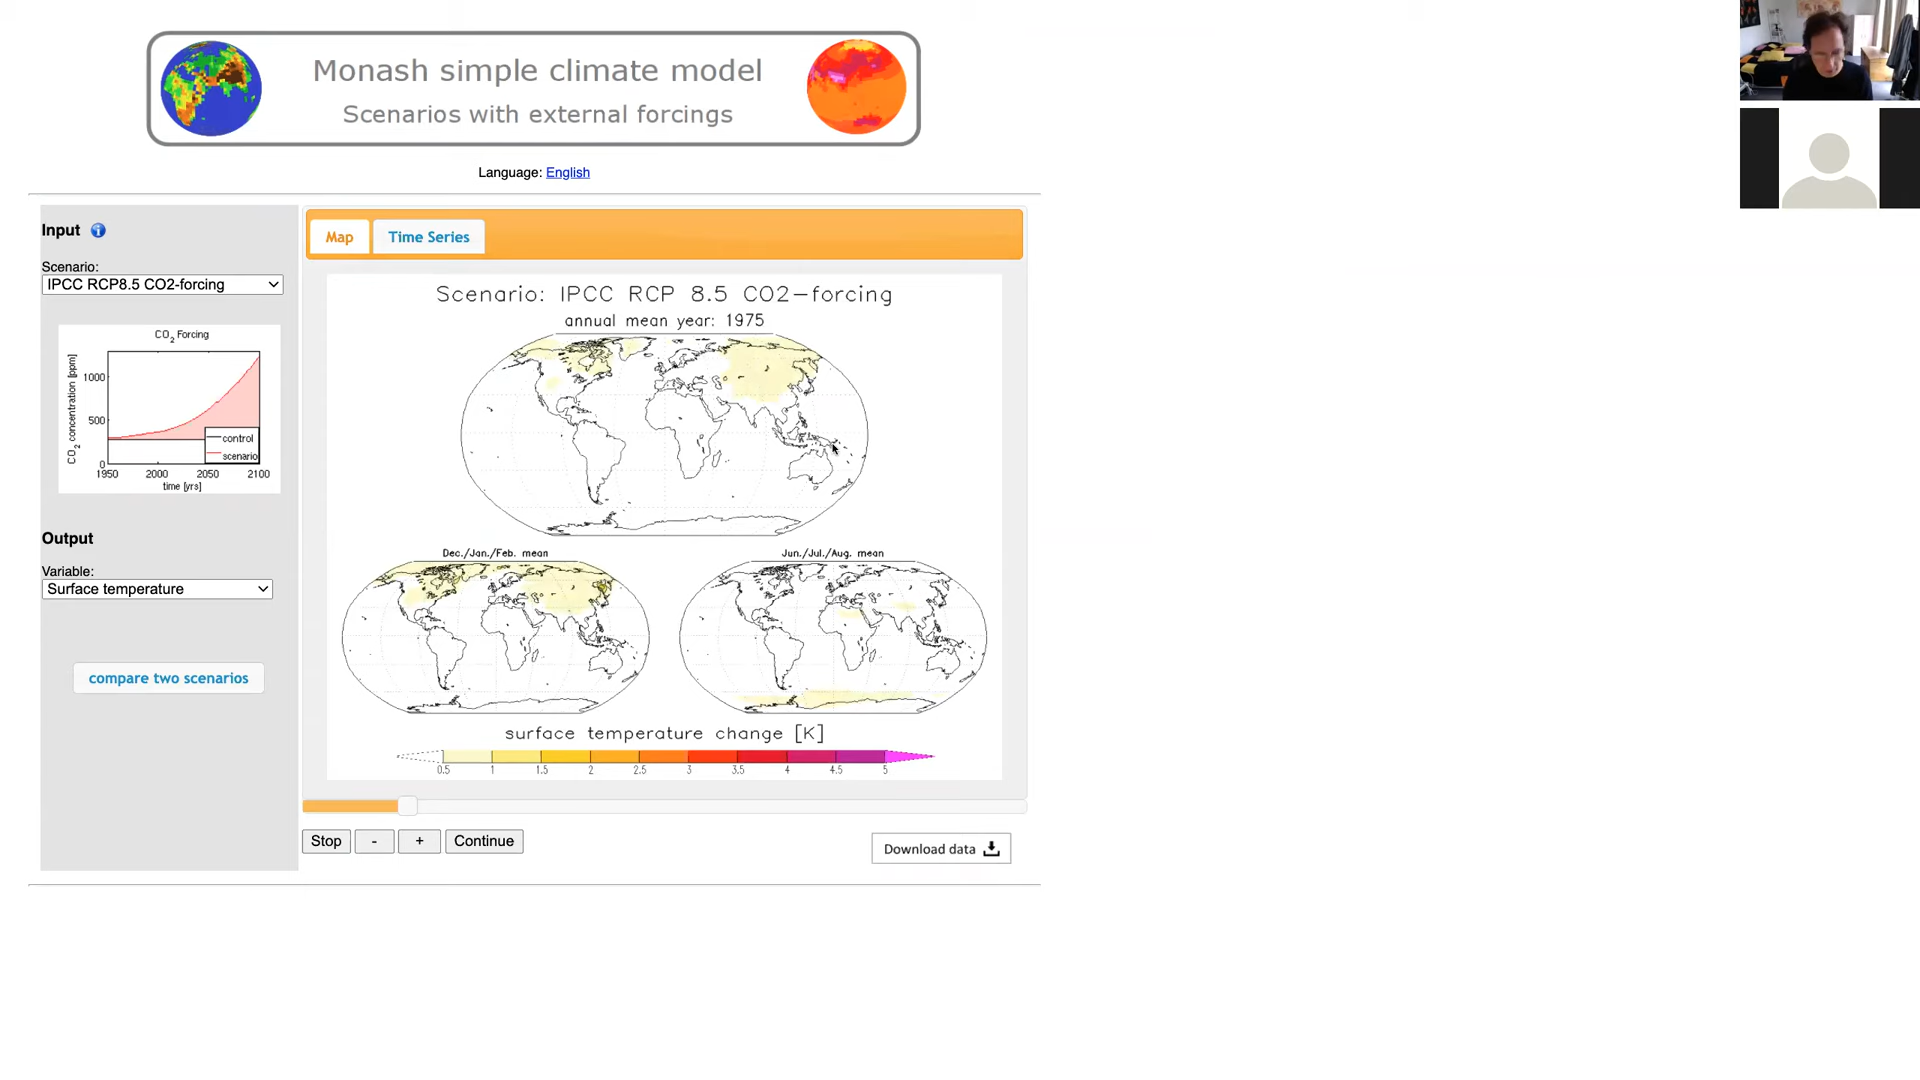 Monash simple climate model
Scenarios with external forcings
Language: English
Input
Scenario:
IPCC RCP8.5 CO2-forcing
CO2 Forcing
CO2 concentration [ppm]
1000
500
0
control
scenario
1950 2000 2050 2100
time [yrs]
Output
Variable:
Surface temperature
compare two scenarios
Map
Time Series
Scenario: IPCC RCP 8.5 CO2-forcing
annual mean year: 1975
Dec./Jan./Feb. mean
Jun./Jul./Aug. mean
surface temperature change [K]
0.5 1 1.5 2 2.5 3 3.5 4 4.5 5
Stop
-
+
Continue
Download data